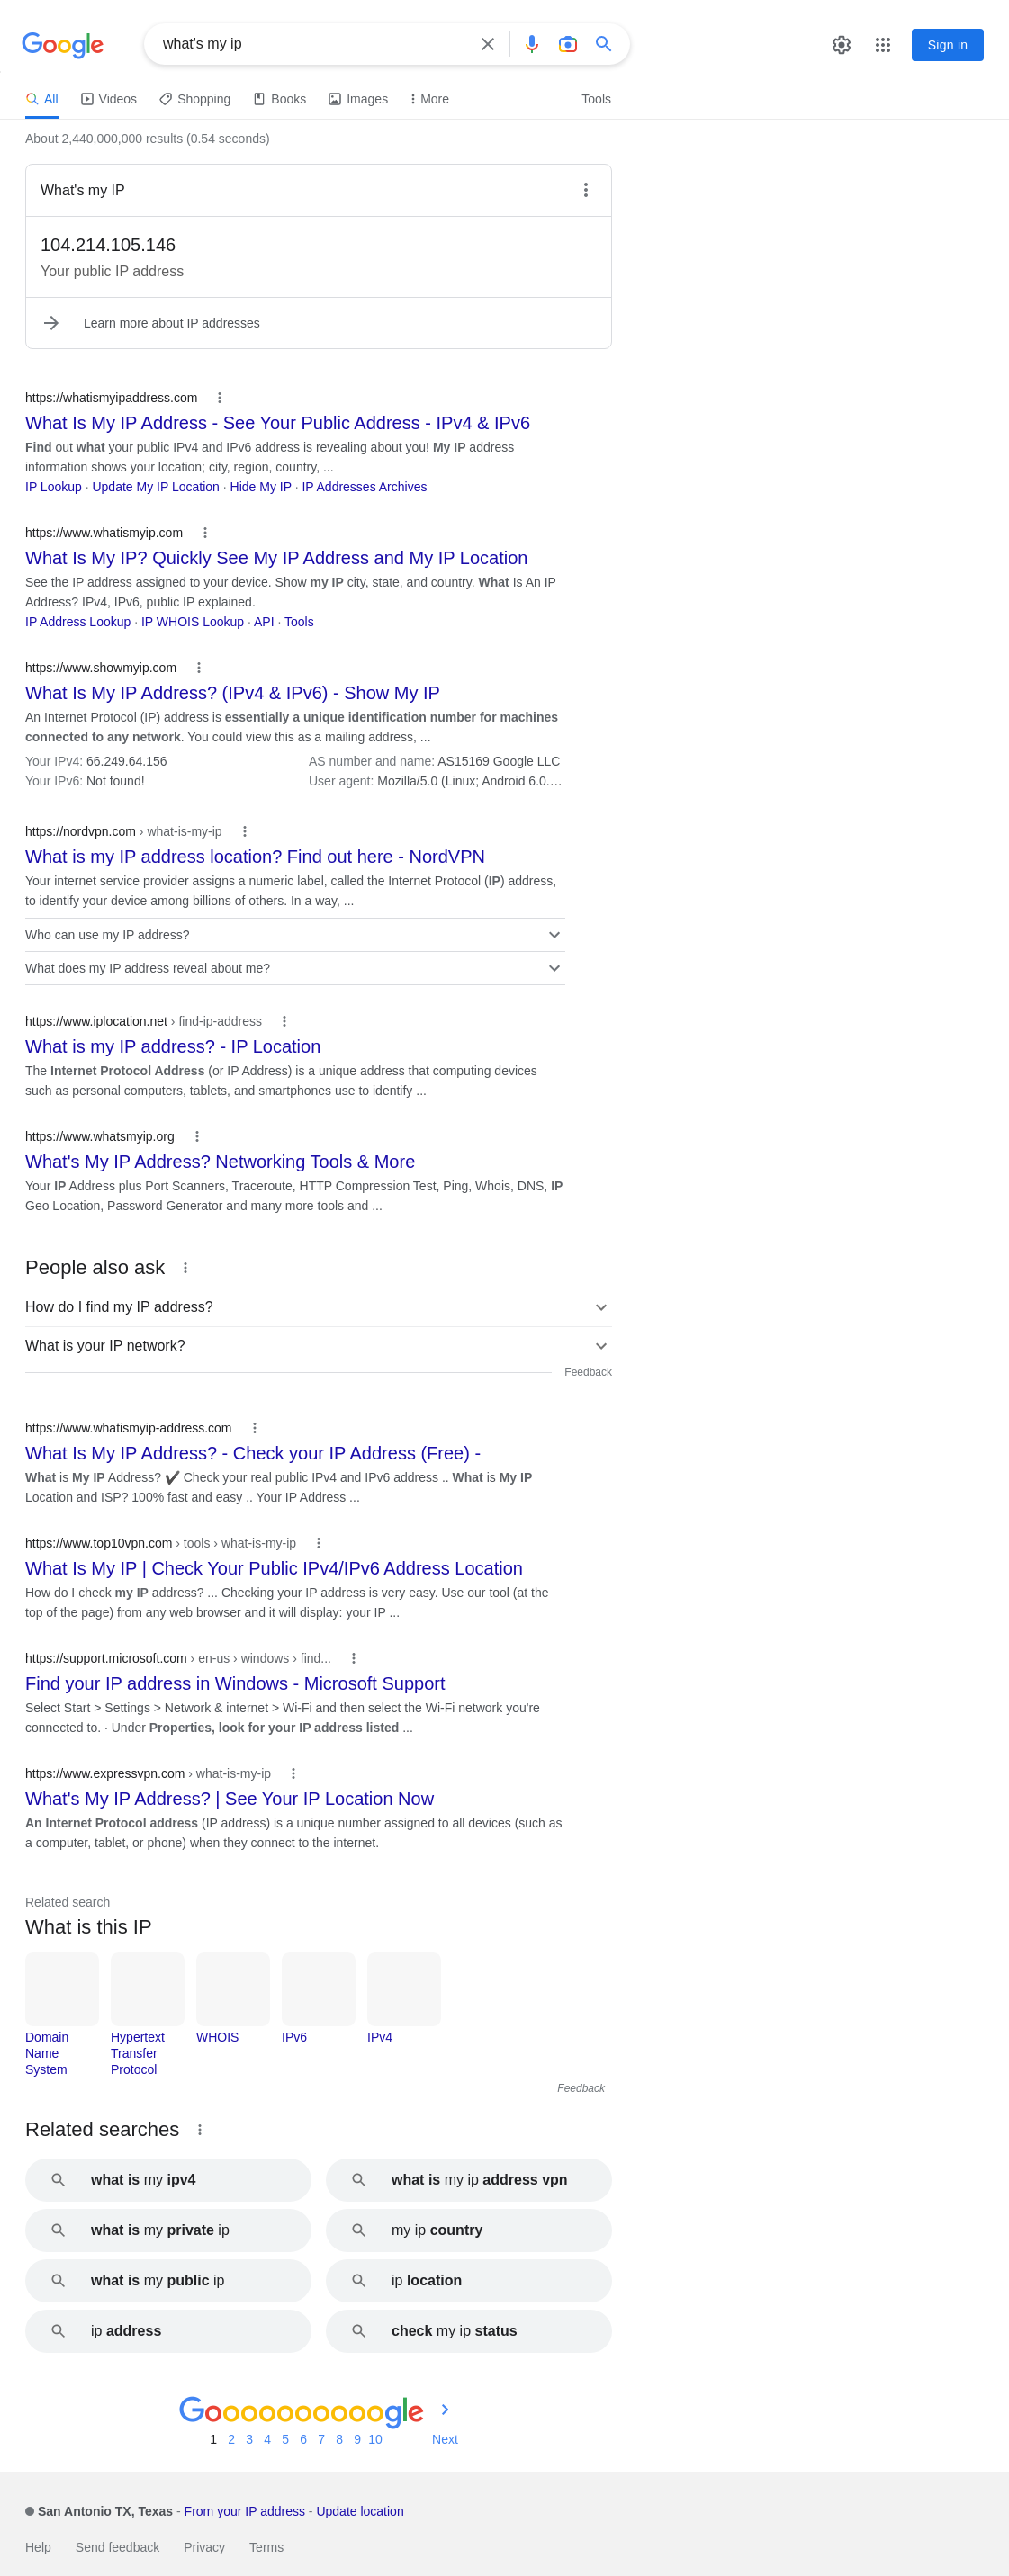 Google
what's my ip
Sign in
All Videos Shopping Books Images More Tools
About 2,440,000,000 results (0.54 seconds)
What's my IP
104.214.105.146
Your public IP address
Learn more about IP addresses
https://whatismyipaddress.com
What Is My IP Address - See Your Public Address - IPv4 & IPv6
Find out what your public IPv4 and IPv6 address is revealing about you! My IP address
information shows your location; city, region, country, ...
IP Lookup · Update My IP Location · Hide My IP · IP Addresses Archives
https://www.whatismyip.com
What Is My IP? Quickly See My IP Address and My IP Location
See the IP address assigned to your device. Show my IP city, state, and country. What Is An IP
Address? IPv4, IPv6, public IP explained.
IP Address Lookup · IP WHOIS Lookup · API · Tools
https://www.showmyip.com
What Is My IP Address? (IPv4 & IPv6) - Show My IP
An Internet Protocol (IP) address is essentially a unique identification number for machines
connected to any network. You could view this as a mailing address, ...
Your IPv4: 66.249.64.156 AS number and name: AS15169 Google LLC
Your IPv6: Not found! User agent: Mozilla/5.0 (Linux; Android 6.0....
https://nordvpn.com › what-is-my-ip
What is my IP address location? Find out here - NordVPN
Your internet service provider assigns a numeric label, called the Internet Protocol (IP) address,
to identify your device among billions of others. In a way, ...
Who can use my IP address?
What does my IP address reveal about me?
https://www.iplocation.net › find-ip-address
What is my IP address? - IP Location
The Internet Protocol Address (or IP Address) is a unique address that computing devices
such as personal computers, tablets, and smartphones use to identify ...
https://www.whatsmyip.org
What's My IP Address? Networking Tools & More
Your IP Address plus Port Scanners, Traceroute, HTTP Compression Test, Ping, Whois, DNS, IP
Geo Location, Password Generator and many more tools and ...
People also ask
How do I find my IP address?
What is your IP network?
Feedback
https://www.whatismyip-address.com
What Is My IP Address? - Check your IP Address (Free) -
What is My IP Address? ✔️ Check your real public IPv4 and IPv6 address .. What is My IP
Location and ISP? 100% fast and easy .. Your IP Address ...
https://www.top10vpn.com › tools › what-is-my-ip
What Is My IP | Check Your Public IPv4/IPv6 Address Location
How do I check my IP address? ... Checking your IP address is very easy. Use our tool (at the
top of the page) from any web browser and it will display: your IP ...
https://support.microsoft.com › en-us › windows › find...
Find your IP address in Windows - Microsoft Support
Select Start > Settings > Network & internet > Wi-Fi and then select the Wi-Fi network you're
connected to. · Under Properties, look for your IP address listed ...
https://www.expressvpn.com › what-is-my-ip
What's My IP Address? | See Your IP Location Now
An Internet Protocol address (IP address) is a unique number assigned to all devices (such as
a computer, tablet, or phone) when they connect to the internet.
Related search
What is this IP
Domain Name System
Hypertext Transfer Protocol
WHOIS
IPv6
IPv4
Feedback
Related searches
what is my ipv4
what is my ip address vpn
what is my private ip
my ip country
what is my public ip
ip location
ip address
check my ip status
Goooooooooogle
1 2 3 4 5 6 7 8 9 10 Next
San Antonio TX, Texas - From your IP address - Update location
Help Send feedback Privacy Terms